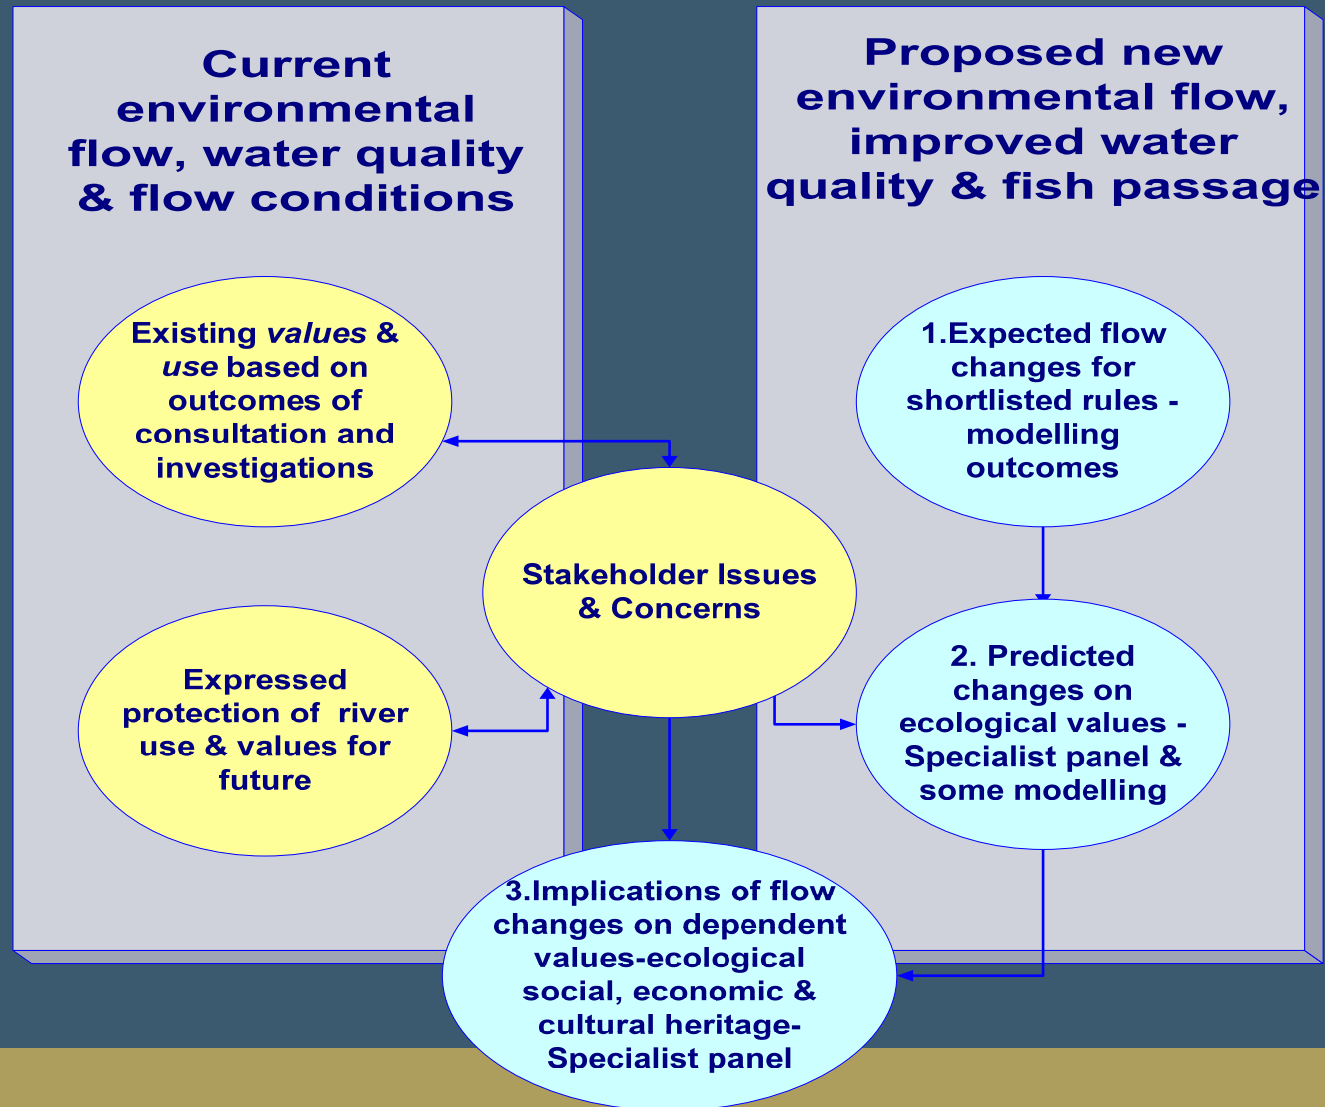 Current
environmental
flow, water quality
& flow conditions
Proposed new
environmental flow,
improved water
quality & fish passage
Existing values &
use based on
outcomes of
consultation and
investigations
1.Expected flow
changes for
shortlisted rules -
modelling
outcomes
Stakeholder Issues
& Concerns
Expressed
protection of river
use & values for
future
2. Predicted
changes on
ecological values -
Specialist panel &
some modelling
3.Implications of flow
changes on dependent
values-ecological
social, economic &
cultural heritage-
Specialist panel